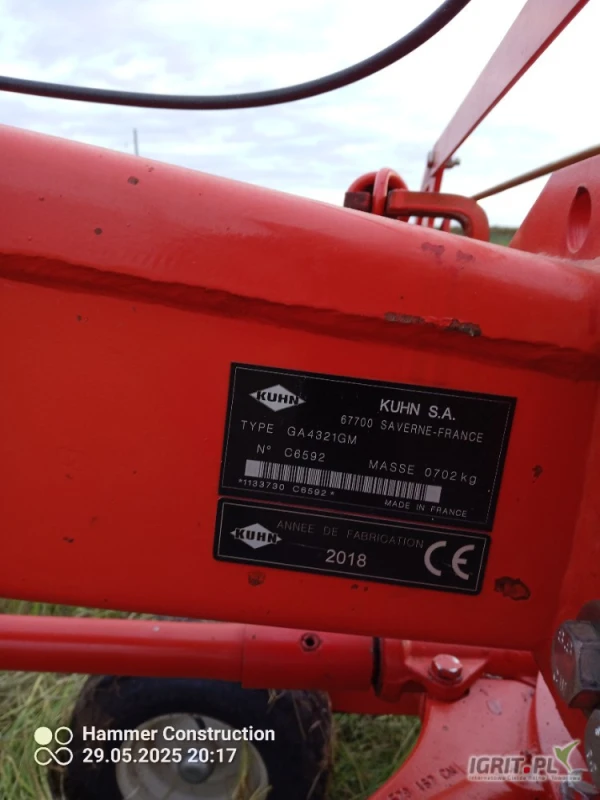 KUHN
KUHN S.A.
67700 SAVERNE-FRANCE
TYPE GA4321GM
N° C6592
MASSE 0702 kg
*1133730 C6592*
MADE IN FRANCE
KUHN
ANNEE DE FABRICATION
2018
CE
Hammer Construction
29.05.2025 20:17
IGRIT.PL